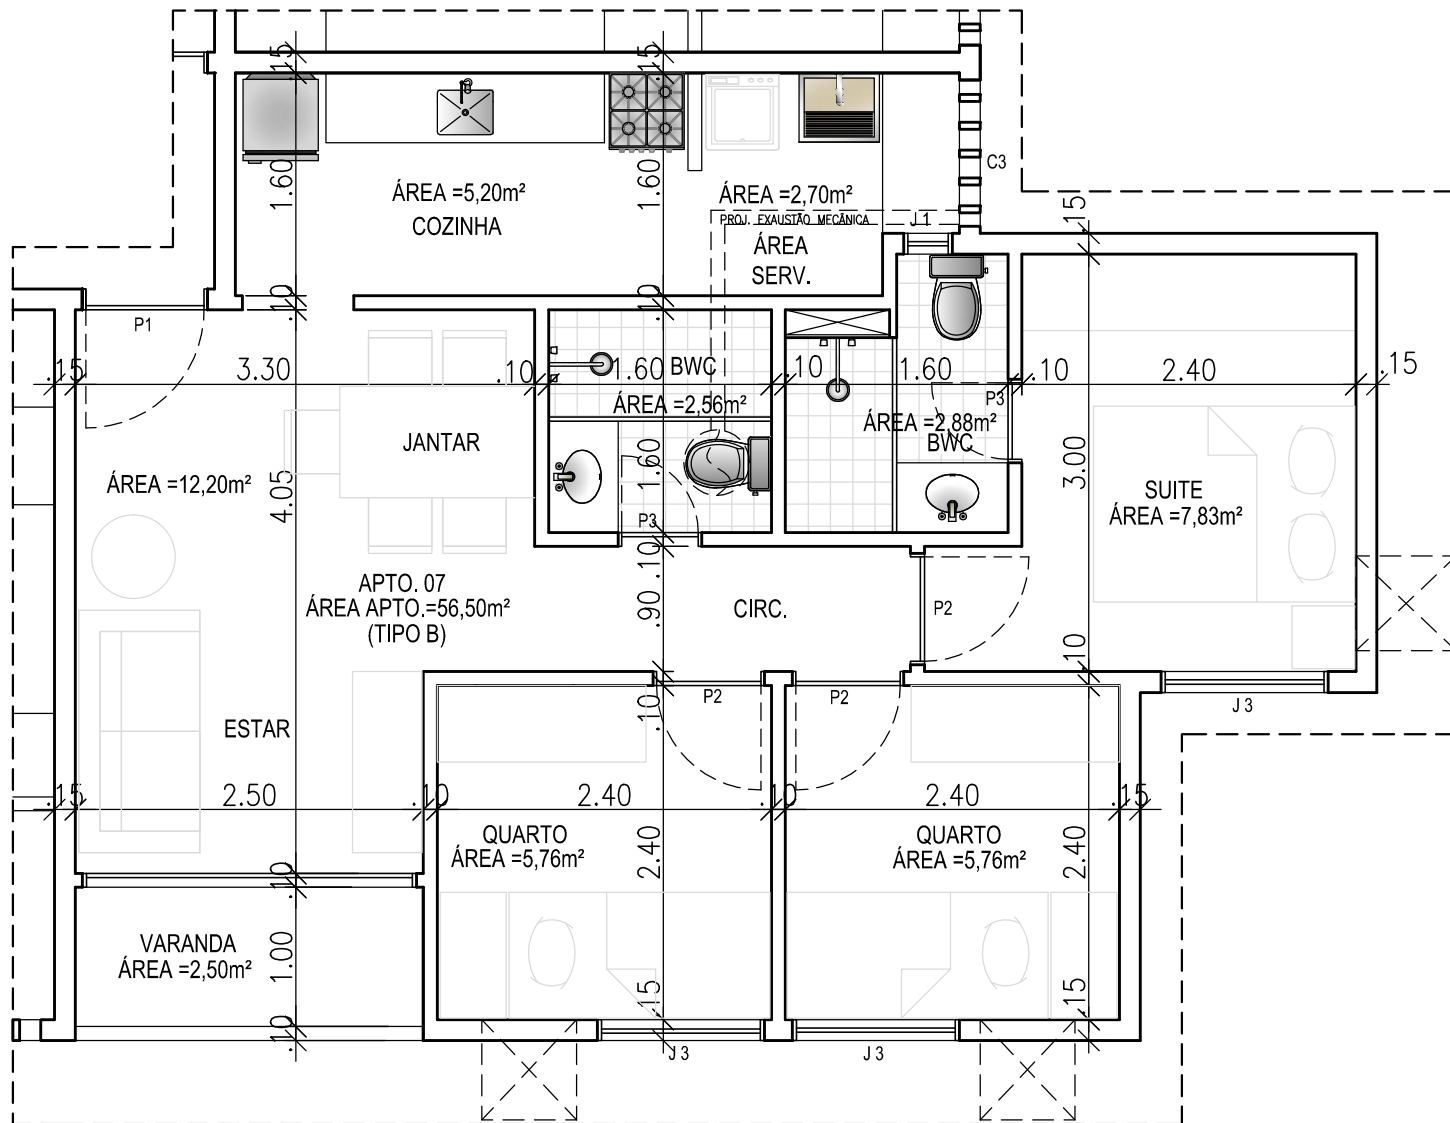 .15
.15
1.60
ÁREA =5,20m²
COZINHA
1.60
ÁREA =2,70m²
PROJ. EXAUSTÃO MECÂNICA
ÁREA
SERV.
J1
C3
.15
.10
.10
P1
.15
3.30
.10
1.60
BWC
ÁREA =2,56m²
.10
1.60
.10
P3
2.40
.15
ÁREA =2,88m²
BWC
JANTAR
ÁREA =12,20m²
4.05
1.60
3.00
SUITE
ÁREA =7,83m²
P3
.10
APTO. 07
ÁREA APTO.=56,50m²
(TIPO B)
.90
CIRC.
P2
.10
P2
P2
.10
J3
ESTAR
.15
2.50
.10
2.40
.10
2.40
.15
QUARTO
ÁREA =5,76m²
2.40
QUARTO
ÁREA =5,76m²
2.40
.10
VARANDA
ÁREA =2,50m²
1.00
.15
.15
.10
J3
J3